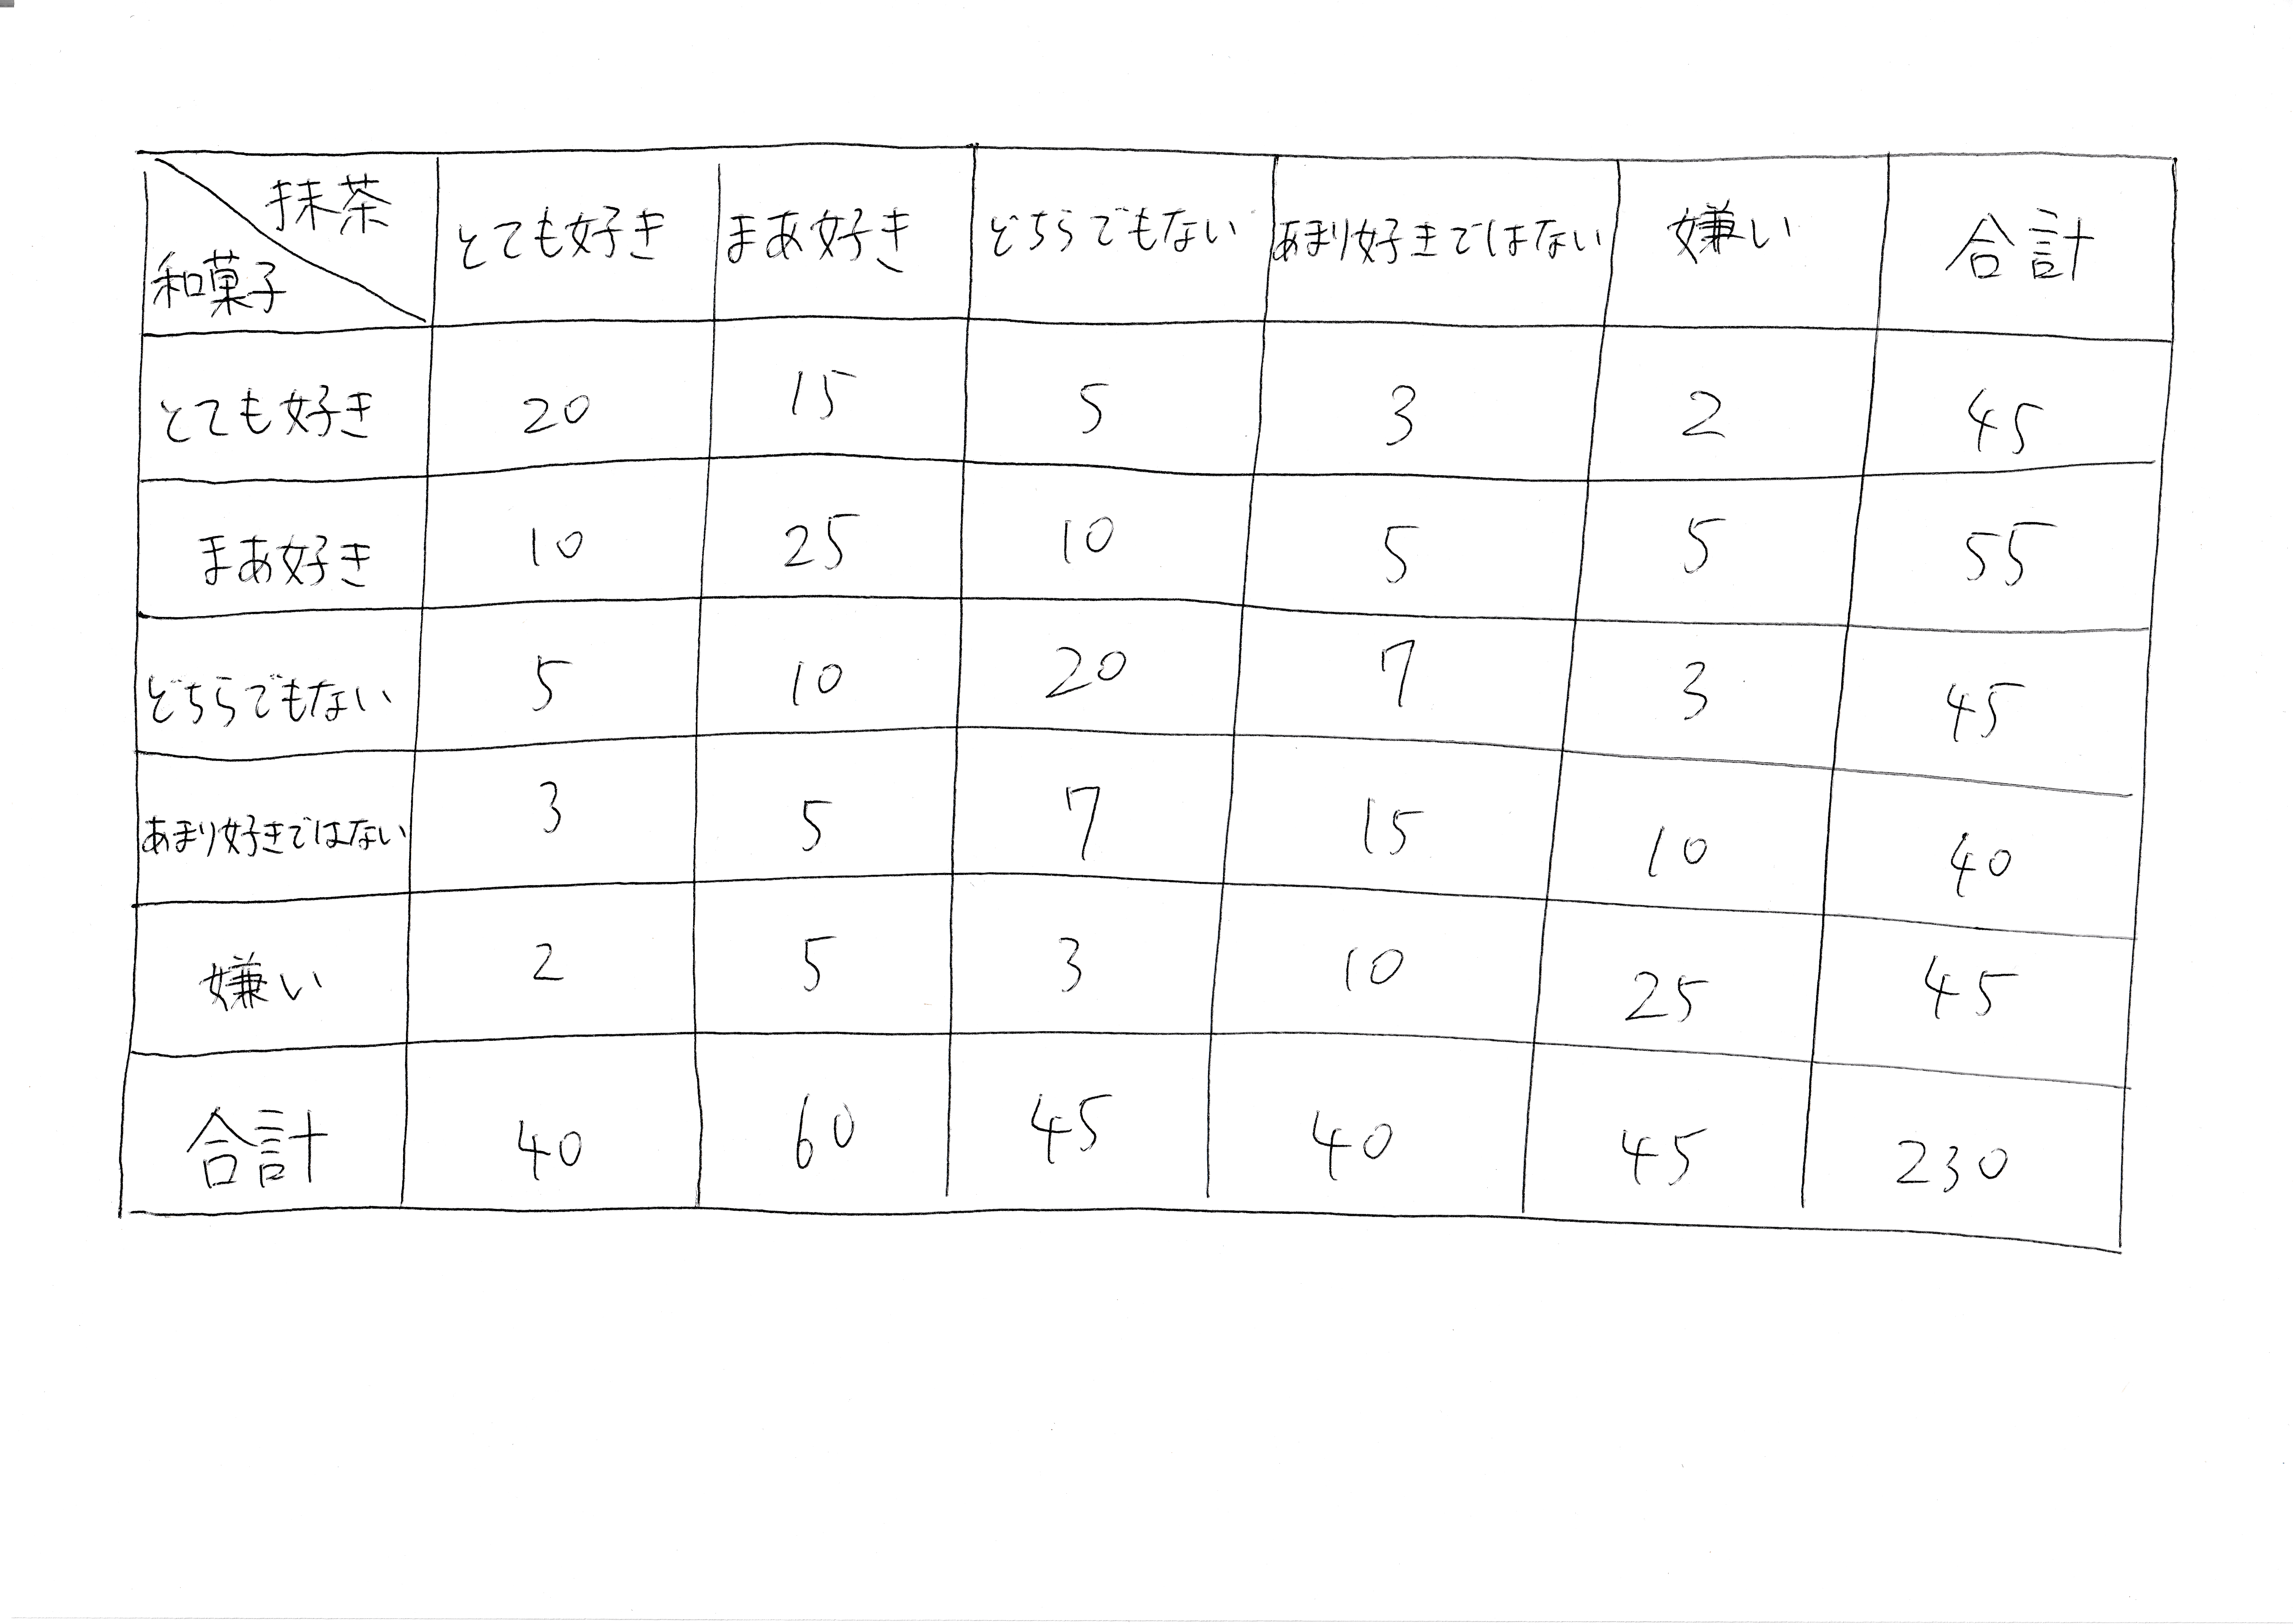 抹茶
和菓子
とても好き まあ好き どちらでもない あまり好きではない 嫌い 合計
とても好き 20 15 5 3 2 45
まあ好き 10 25 10 5 5 55
どちらでもない 5 10 20 7 3 45
あまり好きではない 3 5 7 15 10 40
嫌い 2 5 3 10 25 45
合計 40 60 45 40 45 230